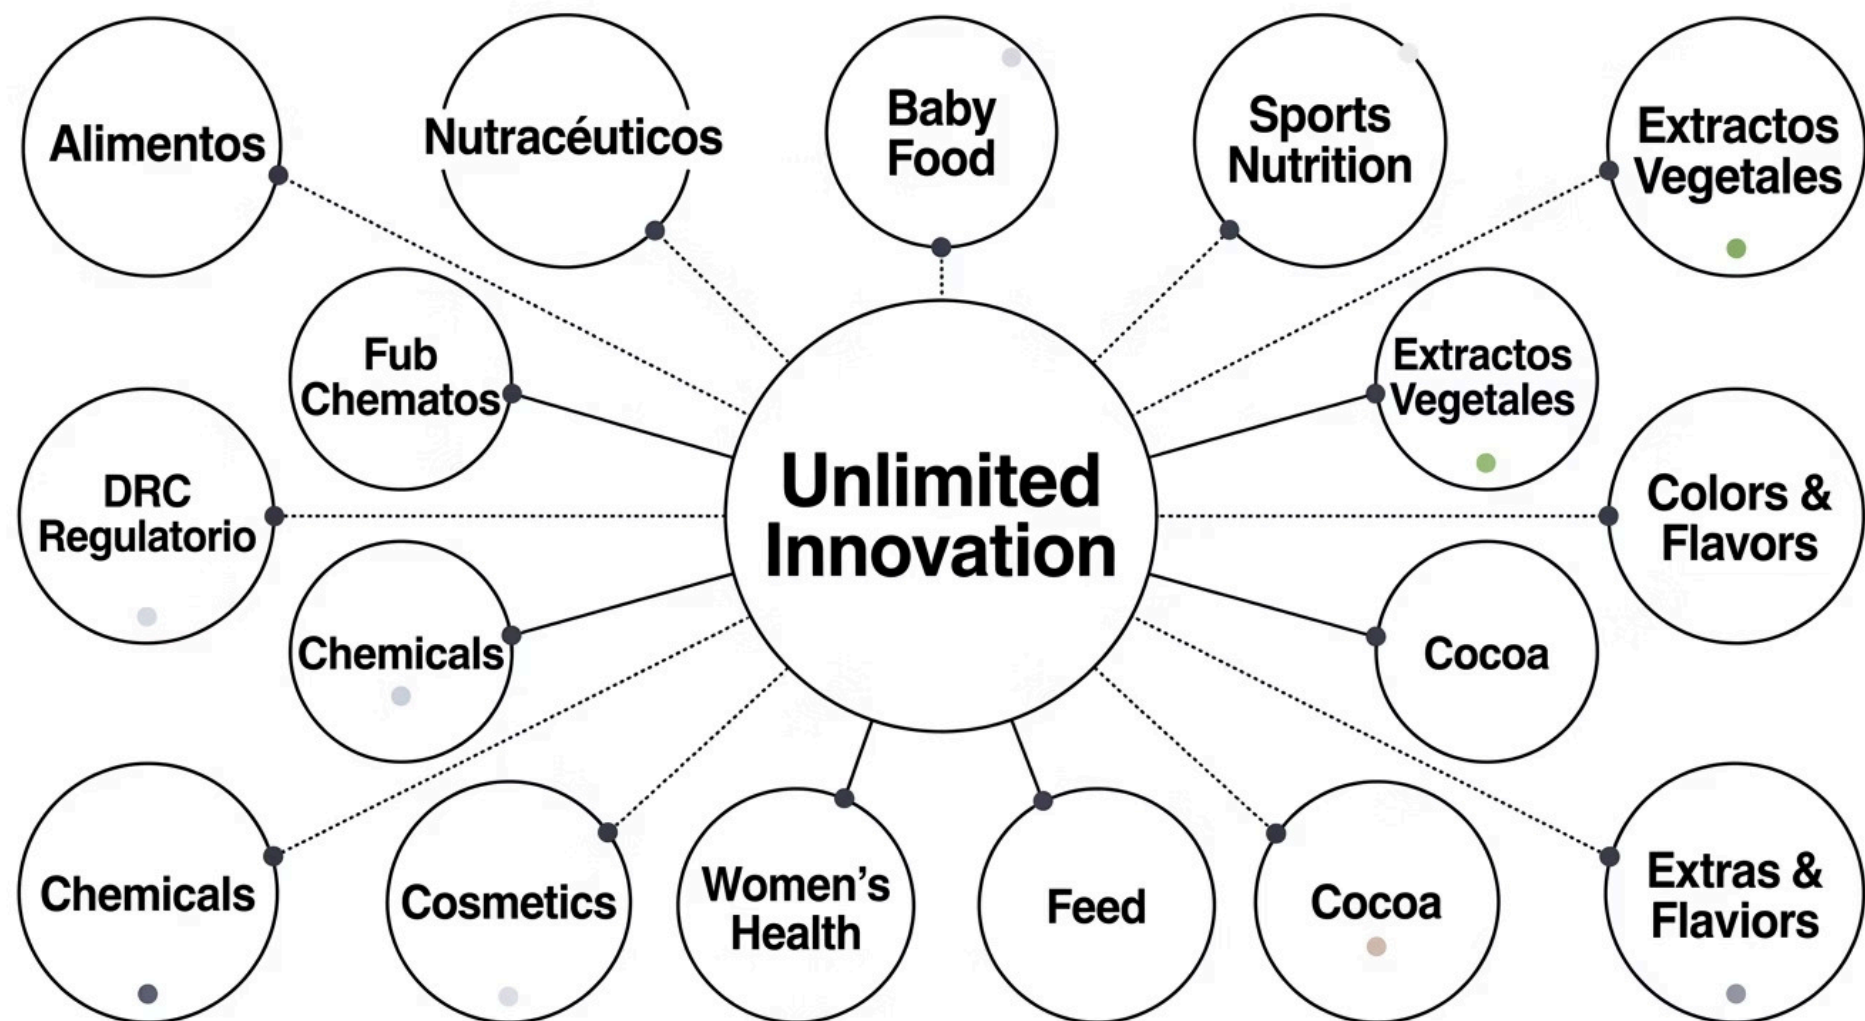 Alimentos
Nutracéuticos
Baby
Food
Sports
Nutrition
Extractos
Vegetales
Fub
Chematos
Extractos
Vegetales
DRC
Regulatorio
Unlimited
Innovation
Colors &
Flavors
Chemicals
Cocoa
Chemicals
Cosmetics
Women’s
Health
Feed
Cocoa
Extras &
Flaviors